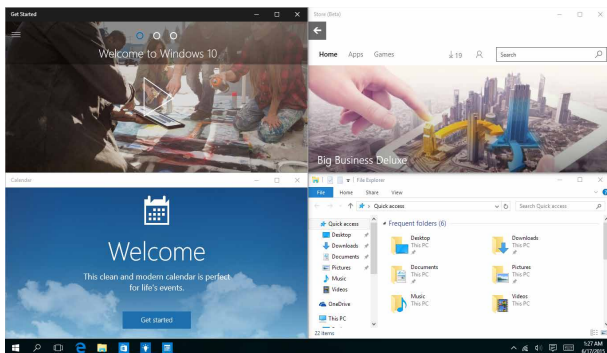 Get Started
Welcome to Windows 10
Store (Beta)
Home Apps Games
19
Search
Big Business Deluxe
Calendar
Welcome
This clean and modern calendar is perfect
for life's events.
Get started
File Explorer
File Home Share View
Quick access
Search Quick access
Quick access
Desktop
Downloads
Documents
Pictures
Music
Videos
OneDrive
This PC
22 items
Frequent folders (6)
Desktop
This PC
Downloads
This PC
Documents
This PC
Pictures
This PC
Music
This PC
Videos
This PC
5:27 AM
6/17/2015